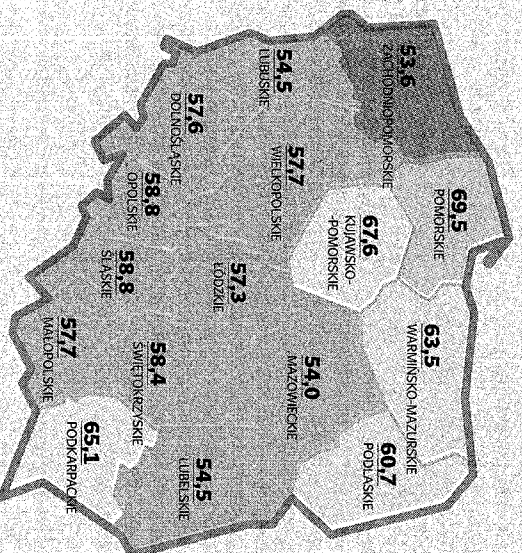 53,6
ZACHODNIOPOMORSKIE
69,5
POMORSKIE
63,5
WARMIŃSKO-MAZURSKIE
60,7
PODLASKIE
54,5
LUBUSKIE
57,7
WIELKOPOLSKIE
67,6
KUJAWSKO-
-POMORSKIE
54,0
MAZOWIECKIE
57,6
DOLNOŚLĄSKIE
58,8
OPOLSKIE
57,3
ŁÓDZKIE
58,8
ŚLĄSKIE
58,4
ŚWIĘTOKRZYSKIE
54,5
LUBELSKIE
57,7
MAŁOPOLSKIE
65,1
PODKARPACKIE